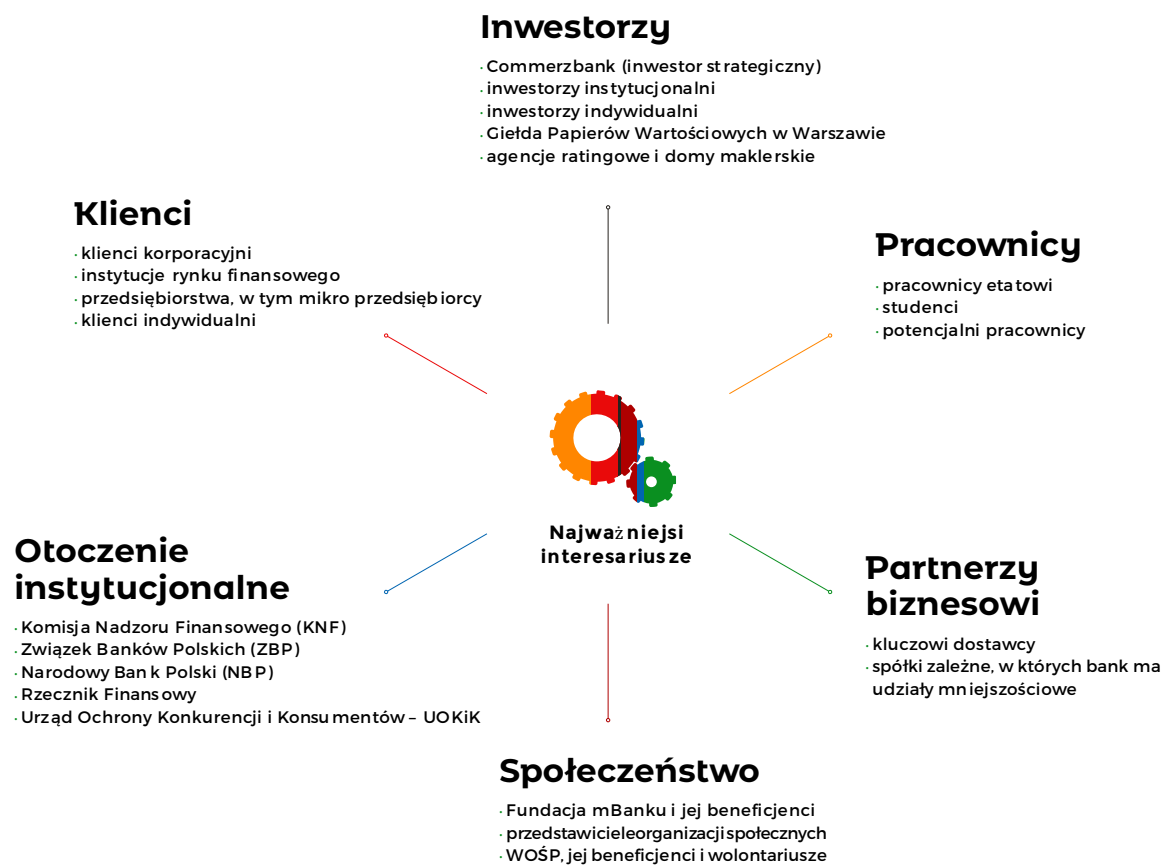 Inwestorzy
· Commerzbank (inwestor strategiczny)
· inwestorzy instytucjonalni
· inwestorzy indywidualni
· Giełda Papierów Wartościowych w Warszawie
· agencje ratingowe i domy maklerskie
Klienci
· klienci korporacyjni
· instytucje rynku finansowego
· przedsiębiorstwa, w tym mikro przedsiębiorcy
· klienci indywidualni
Pracownicy
· pracownicy etatowi
· studenci
· potencjalni pracownicy
Najważniejsi
interesariusze
Otoczenie
instytucjonalne
· Komisja Nadzoru Finansowego (KNF)
· Związek Banków Polskich (ZBP)
· Narodowy Bank Polski (NBP)
· Rzecznik Finansowy
· Urząd Ochrony Konkurencji i Konsumentów – UOKiK
Partnerzy
biznesowi
· kluczowi dostawcy
· spółki zależne, w których bank ma
udziały mniejszościowe
Społeczeństwo
· Fundacja mBanku i jej beneficjenci
· przedstawicieleorganizacjispołecznych
· WOŚP, jej beneficjenci i wolontariusze